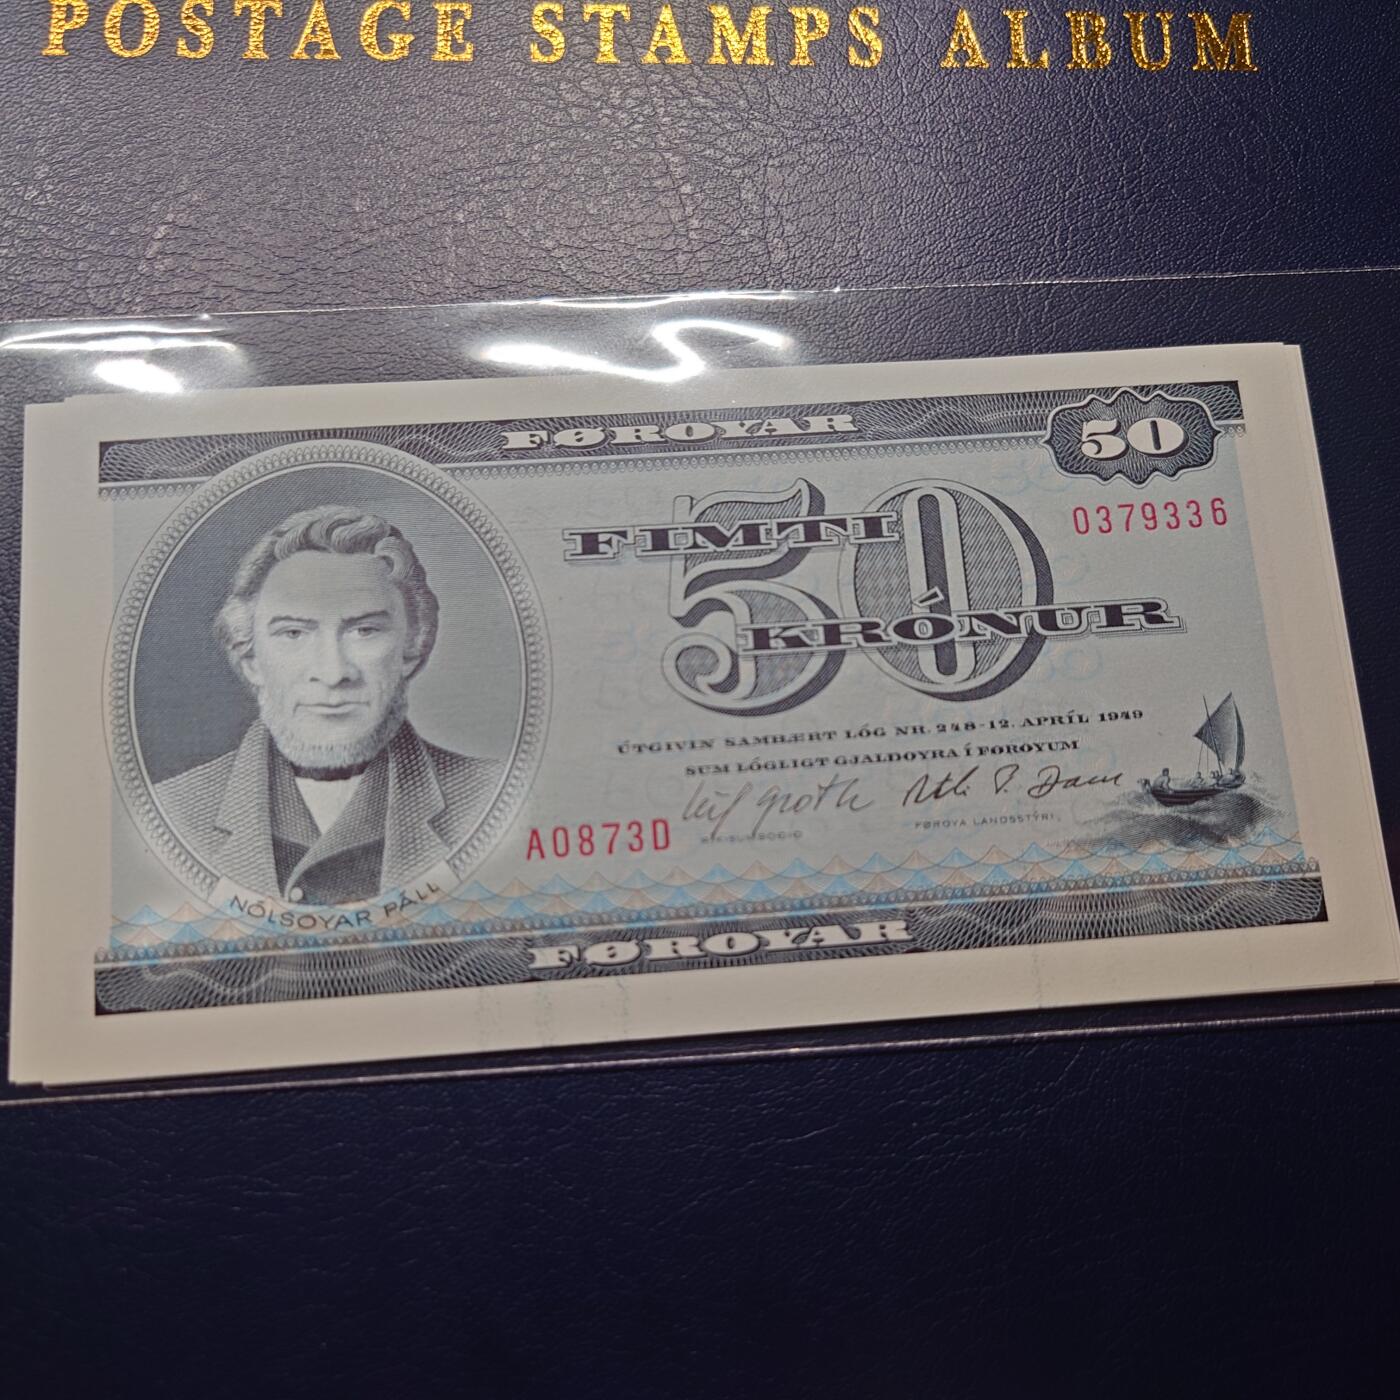 POSTAGE STAMPS ALBUM
FØROYAR
50
0379336
50
FIMTI
KRÓNUR
ÚTGIVIN SAMBÆRT LÓG NR. 248-12. APRÍL 1949
SUM LÓGLIGT GJALDOYRA Í FØROYUM
A0873D
FØROYA LANDSSTÝRI
NÓLSOYAR PÁLL
FØROYAR